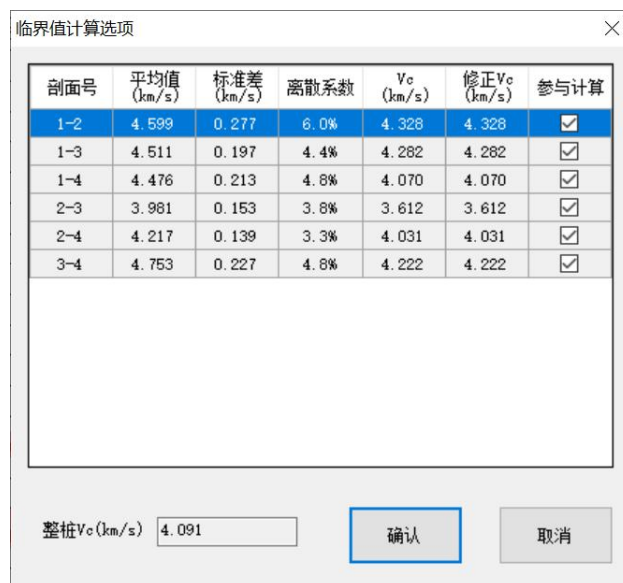 临界值计算选项
剖面号 平均值(km/s) 标准差(km/s) 离散系数 Vc(km/s) 修正Vc(km/s) 参与计算
1-2 4.599 0.277 6.0% 4.328 4.328
1-3 4.511 0.197 4.4% 4.282 4.282
1-4 4.476 0.213 4.8% 4.070 4.070
2-3 3.981 0.153 3.8% 3.612 3.612
2-4 4.217 0.139 3.3% 4.031 4.031
3-4 4.753 0.227 4.8% 4.222 4.222
整桩Vc(km/s) 4.091 确认 取消